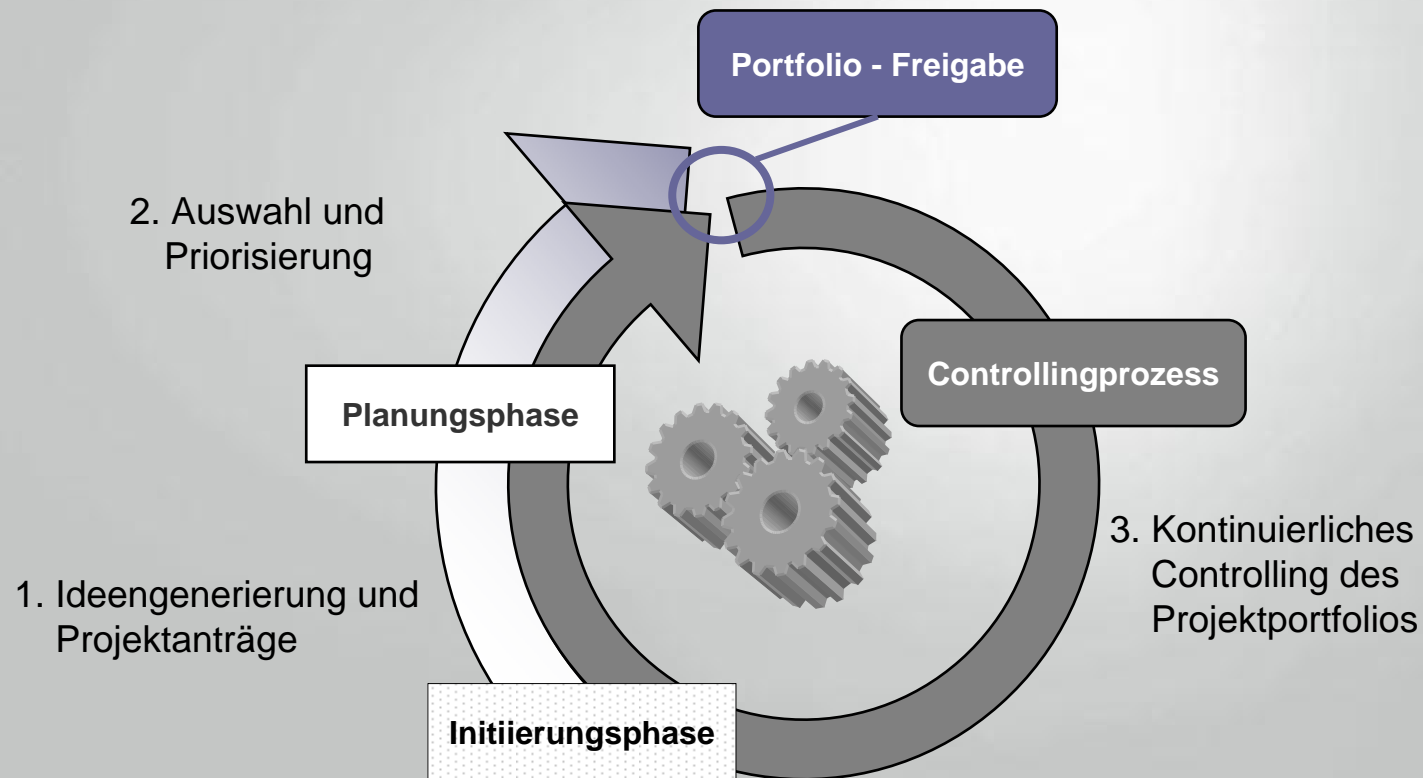 Portfolio - Freigabe
2. Auswahl und
Priorisierung
Controllingprozess
Planungsphase
3. Kontinuierliches
Controlling des
Projektportfolios
1. Ideengenerierung und
Projektanträge
Initiierungsphase